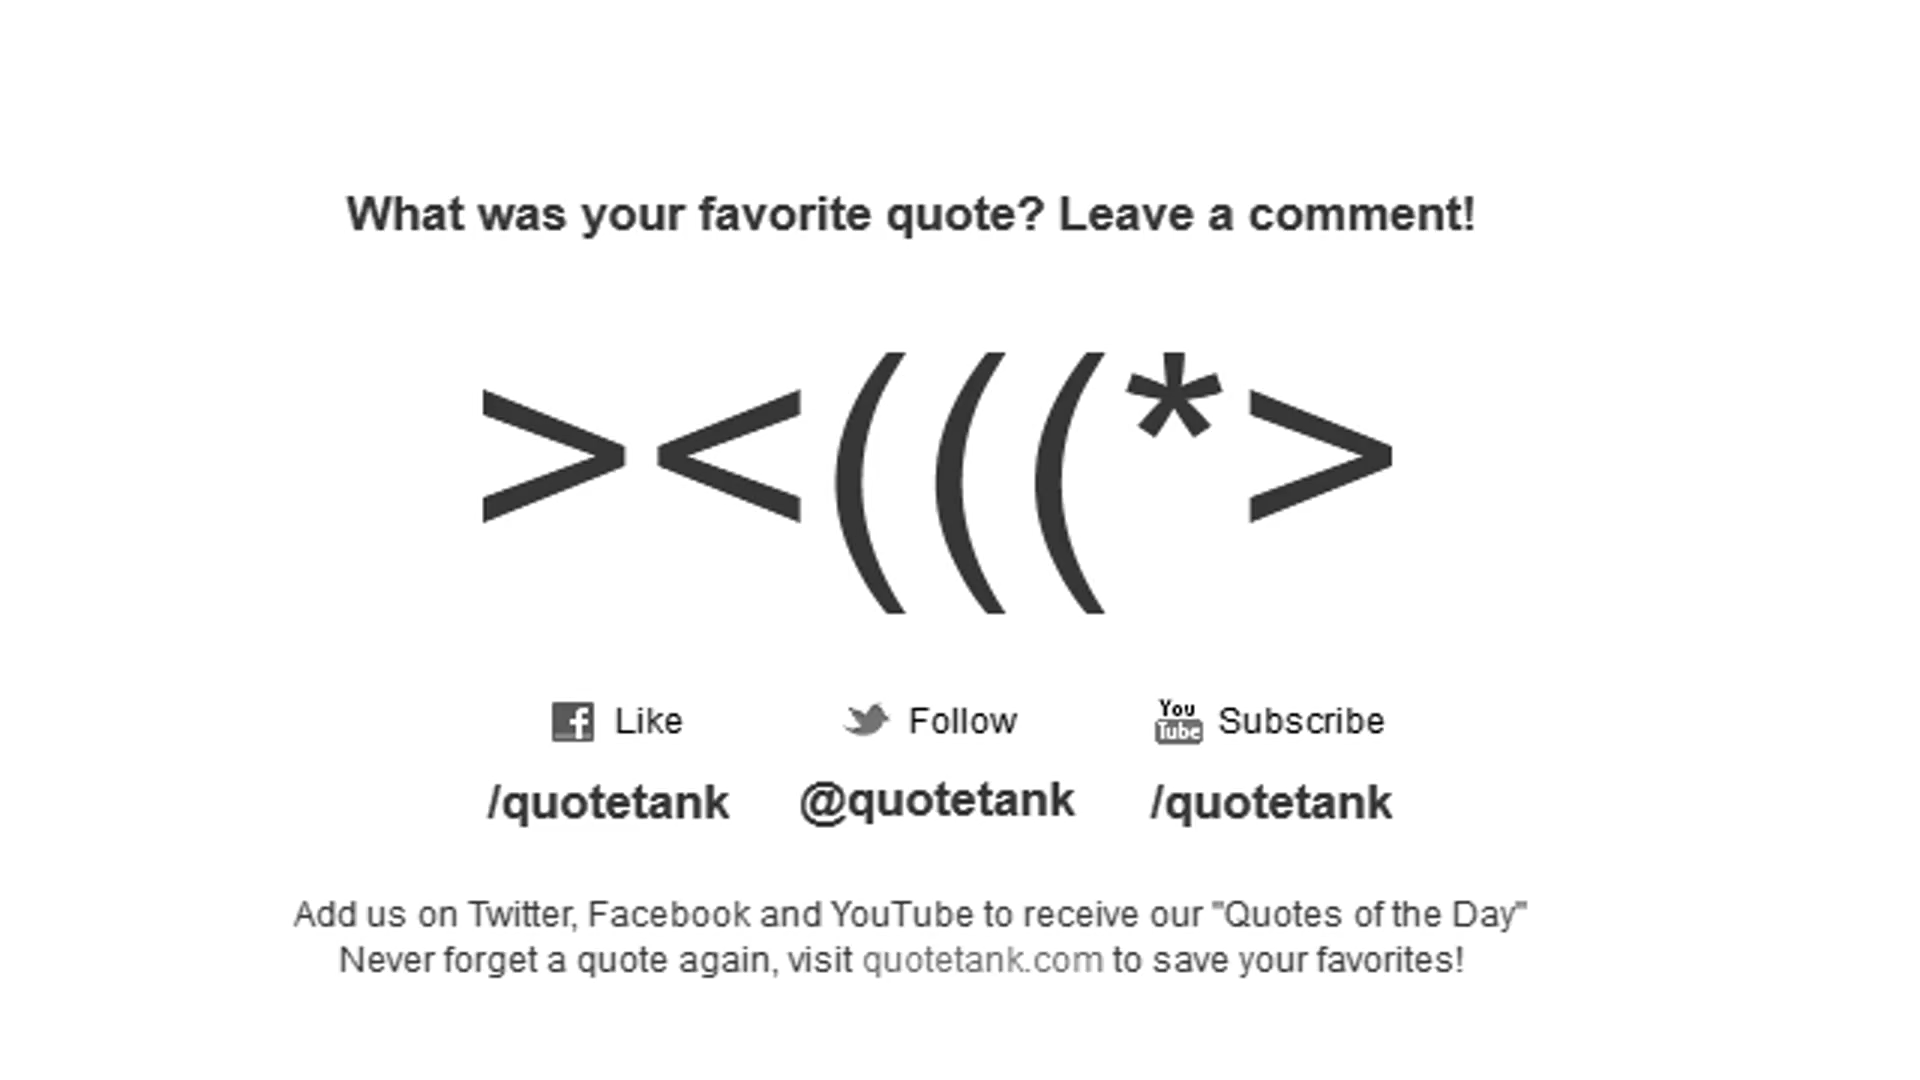 What was your favorite quote? Leave a comment!
><(((*>
f Like Follow You Tube Subscribe
/quotetank @quotetank /quotetank
Add us on Twitter, Facebook and YouTube to receive our "Quotes of the Day"
Never forget a quote again, visit quotetank.com to save your favorites!